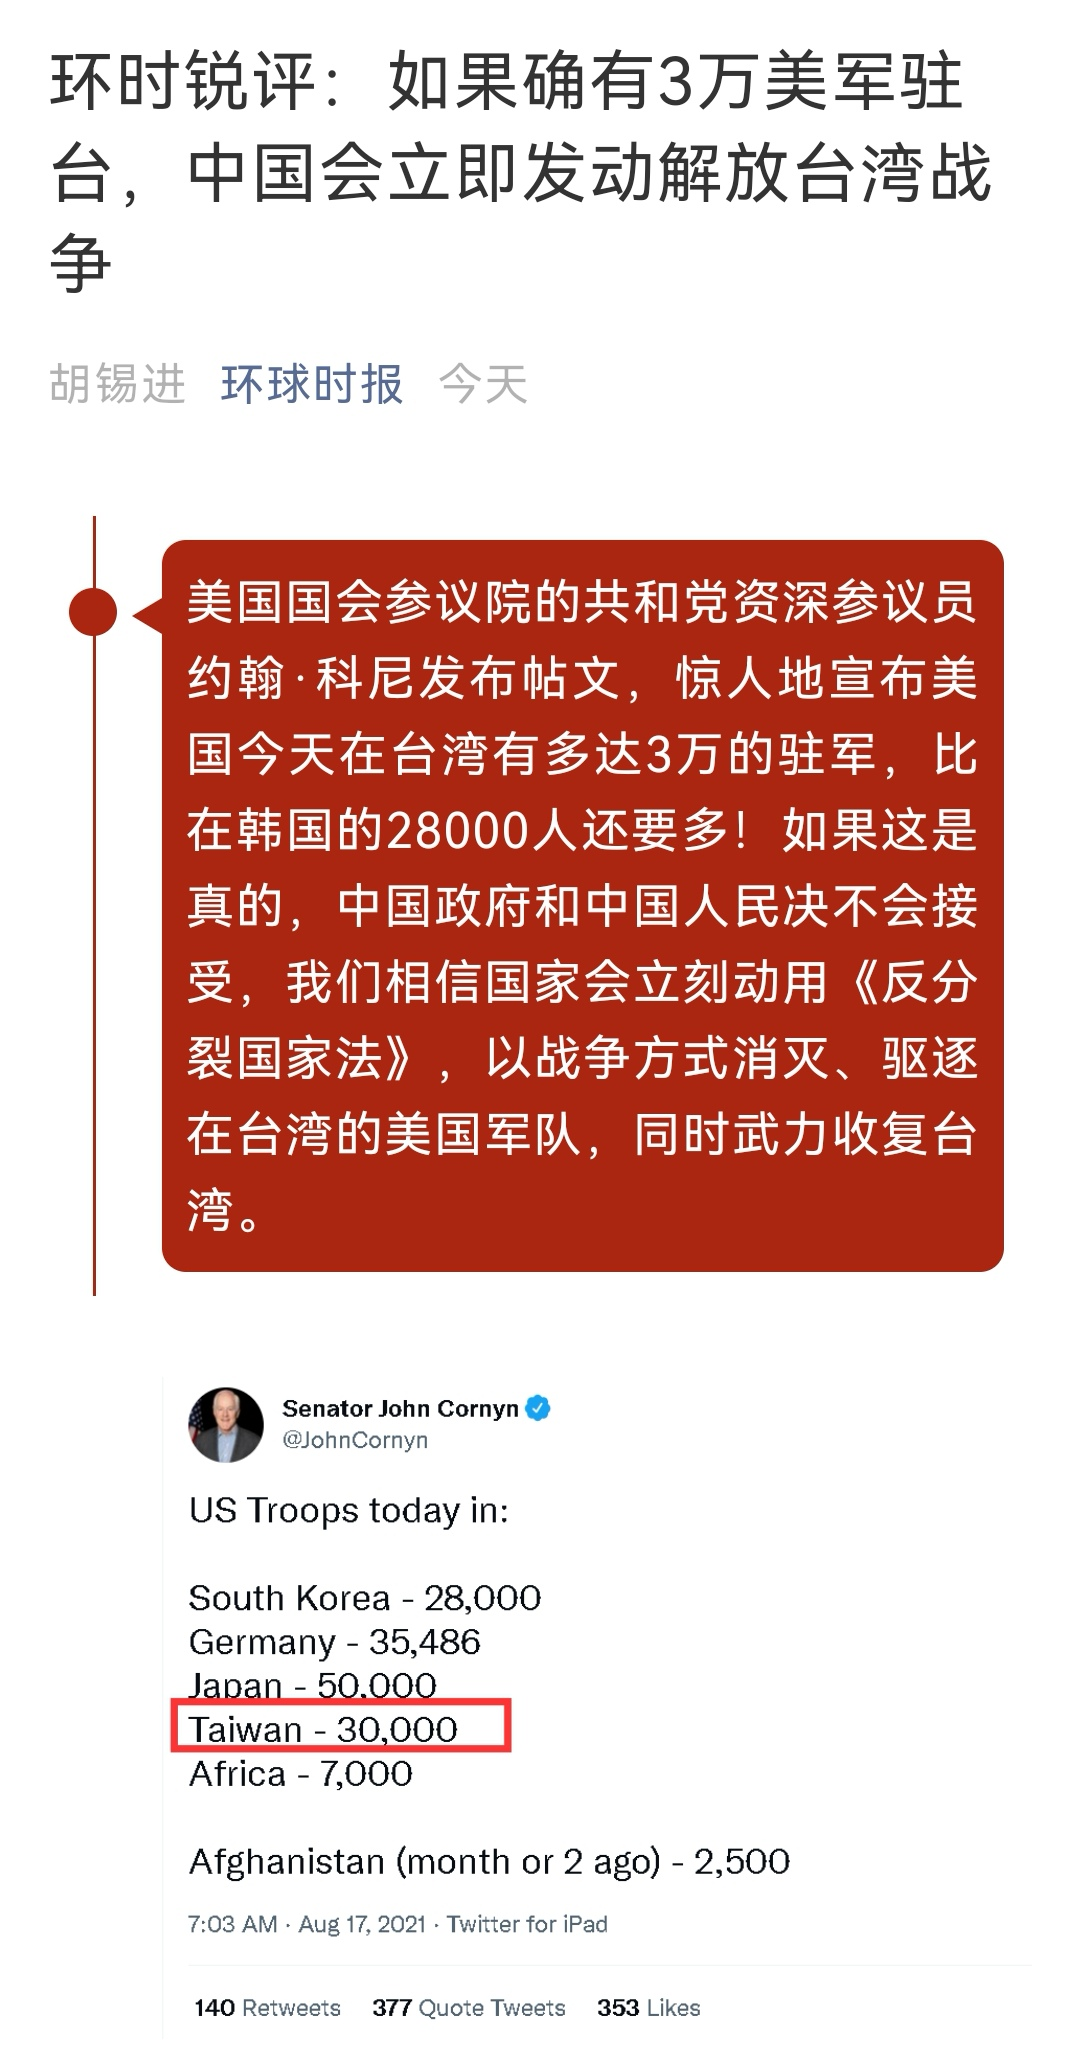 环时锐评：如果确有3万美军驻
台，中国会立即发动解放台湾战
争
胡锡进 环球时报 今天
美国国会参议院的共和党资深参议员
约翰·科尼发布帖文，惊人地宣布美
国今天在台湾有多达3万的驻军，比
在韩国的28000人还要多！如果这是
真的，中国政府和中国人民决不会接
受，我们相信国家会立刻动用《反分
裂国家法》，以战争方式消灭、驱逐
在台湾的美国军队，同时武力收复台
湾。
Senator John Cornyn
@JohnCornyn
US Troops today in:
South Korea - 28,000
Germany - 35,486
Japan - 50,000
Taiwan - 30,000
Africa - 7,000
Afghanistan (month or 2 ago) - 2,500
7:03 AM · Aug 17, 2021 · Twitter for iPad
140 Retweets 377 Quote Tweets 353 Likes